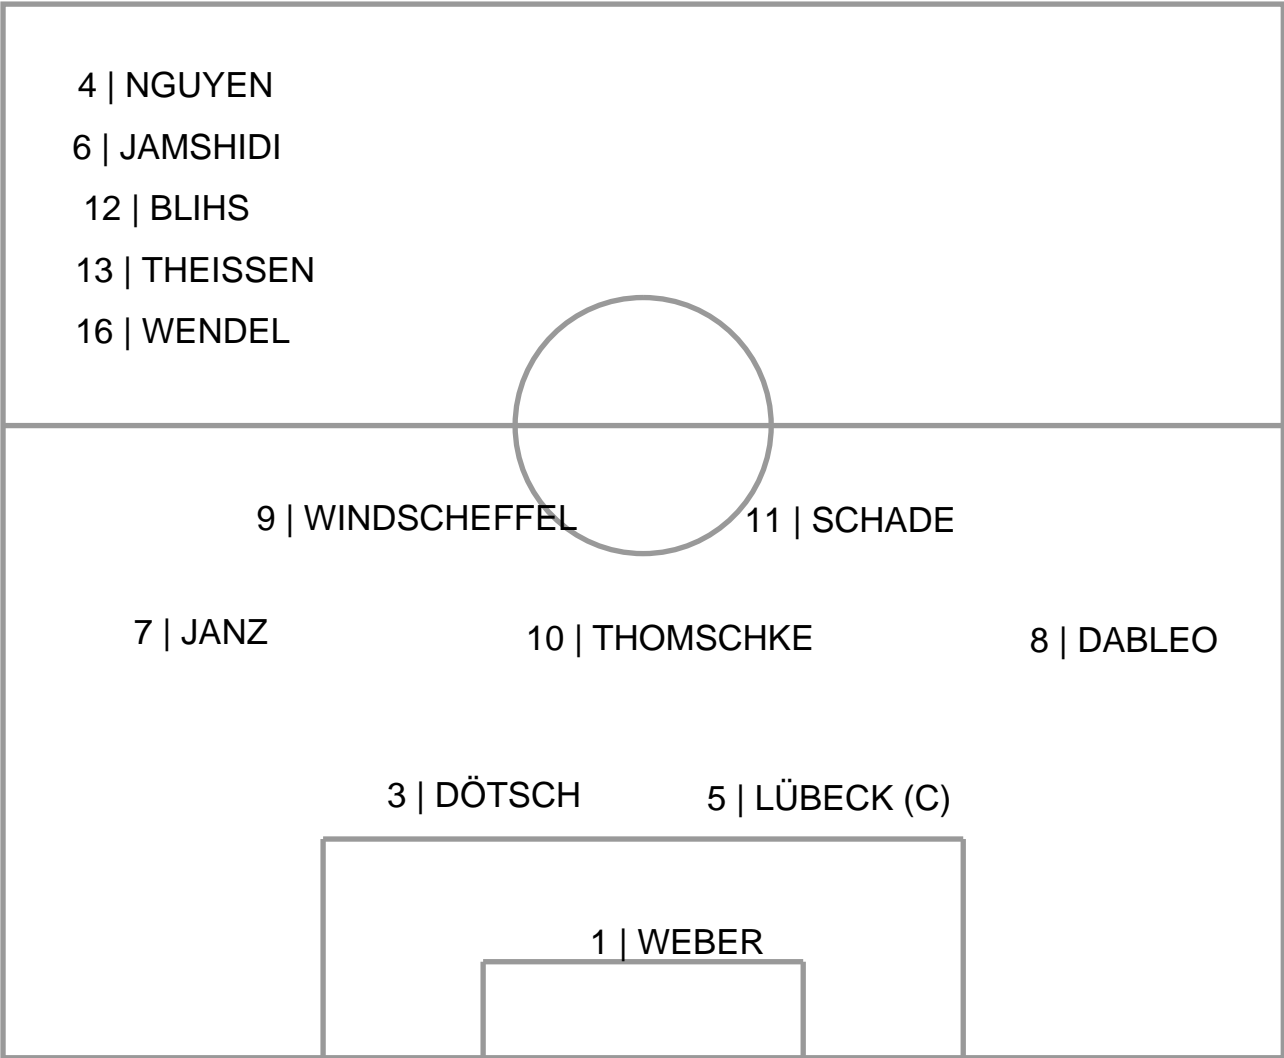 4 | NGUYEN
6 | JAMSHIDI
12 | BLIHS
13 | THEISSEN
16 | WENDEL
9 | WINDSCHEFFEL
11 | SCHADE
7 | JANZ
10 | THOMSCHKE
8 | DABLEO
3 | DÖTSCH
5 | LÜBECK (C)
1 | WEBER